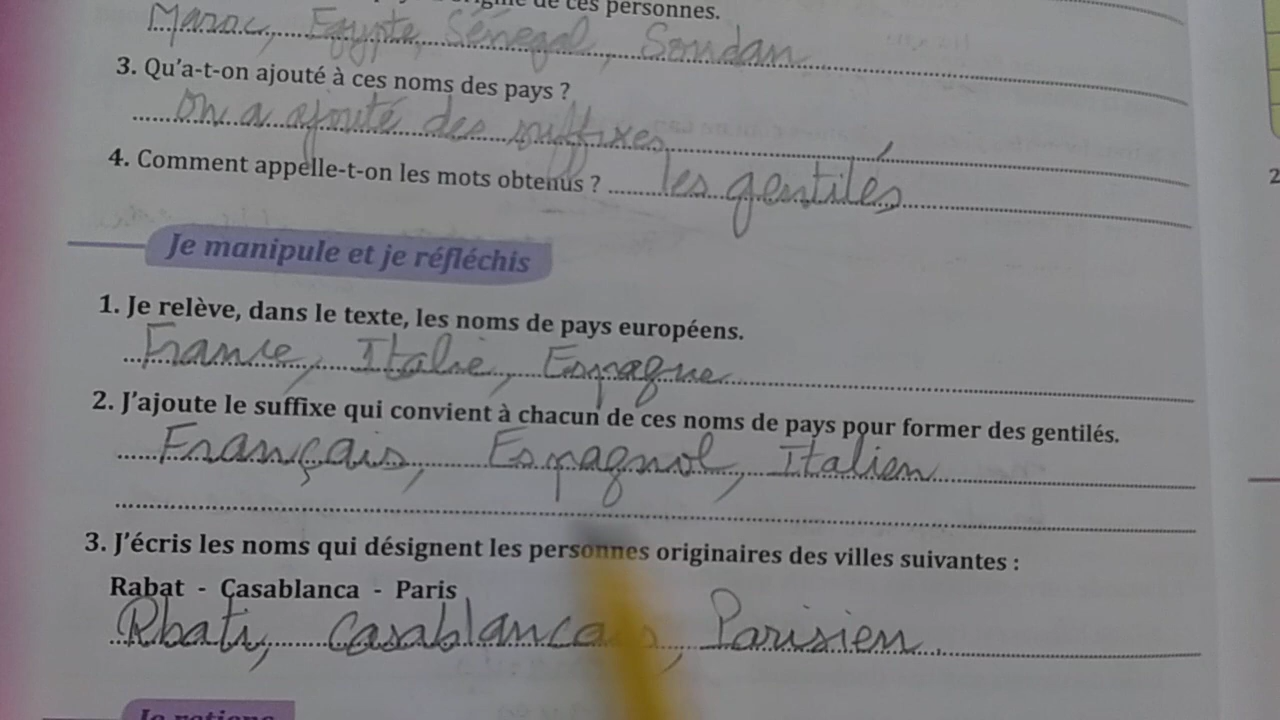 de ces personnes.
Maroc, Egypte, Sénégal, Soudan
3. Qu'a-t-on ajouté à ces noms des pays ?
On a ajouté des suffixes
4. Comment appelle-t-on les mots obtenus ? les gentilés
Je manipule et je réfléchis
1. Je relève, dans le texte, les noms de pays européens.
France, Italie, Espagne
2. J'ajoute le suffixe qui convient à chacun de ces noms de pays pour former des gentilés.
Français, Espagnol, Italien
3. J'écris les noms qui désignent les personnes originaires des villes suivantes :
Rabat - Casablanca - Paris
Rbati, Parisien
2